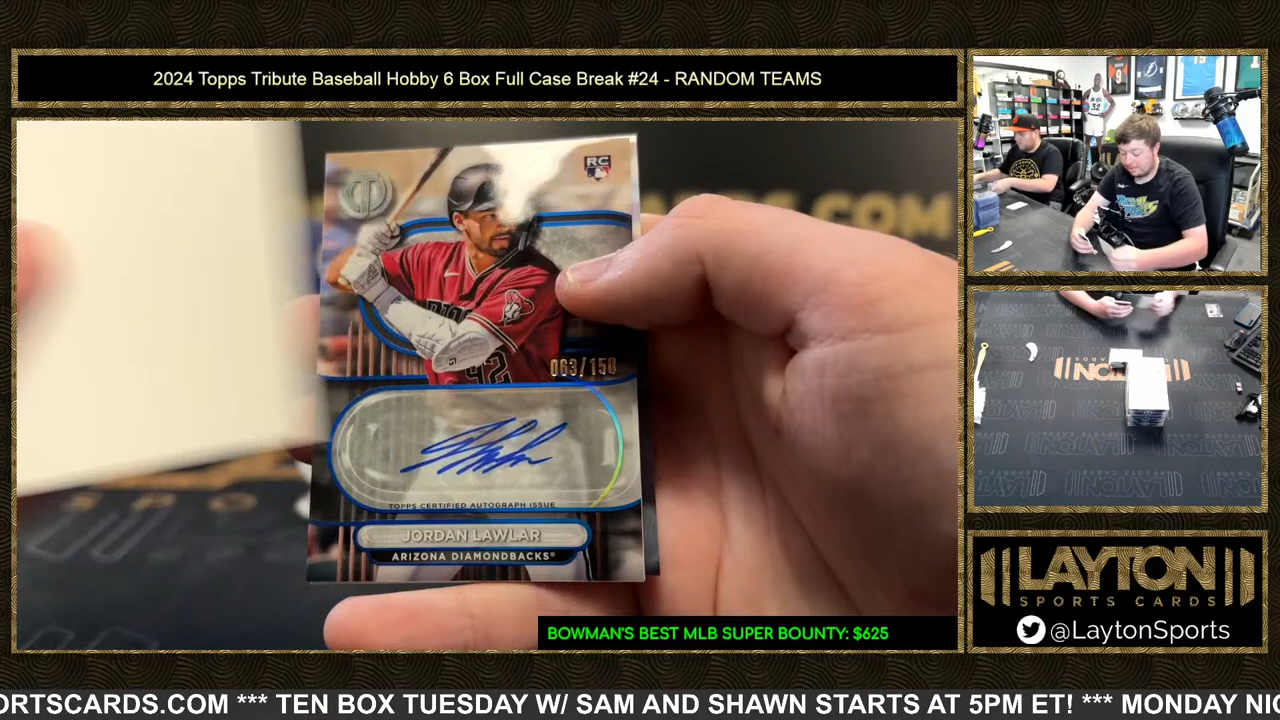 2024 Topps Tribute Baseball Hobby 6 Box Full Case Break #24 - RANDOM TEAMS
RC
063/150
TOPPS CERTIFIED AUTOGRAPH ISSUE
JORDAN LAWLAR
ARIZONA DIAMONDBACKS®
BOWMAN'S BEST MLB SUPER BOUNTY: $625
LAYTON
SPORTS CARDS
@LaytonSports
ORTSCARDS.COM *** TEN BOX TUESDAY W/ SAM AND SHAWN STARTS AT 5PM ET! *** MONDAY NIG